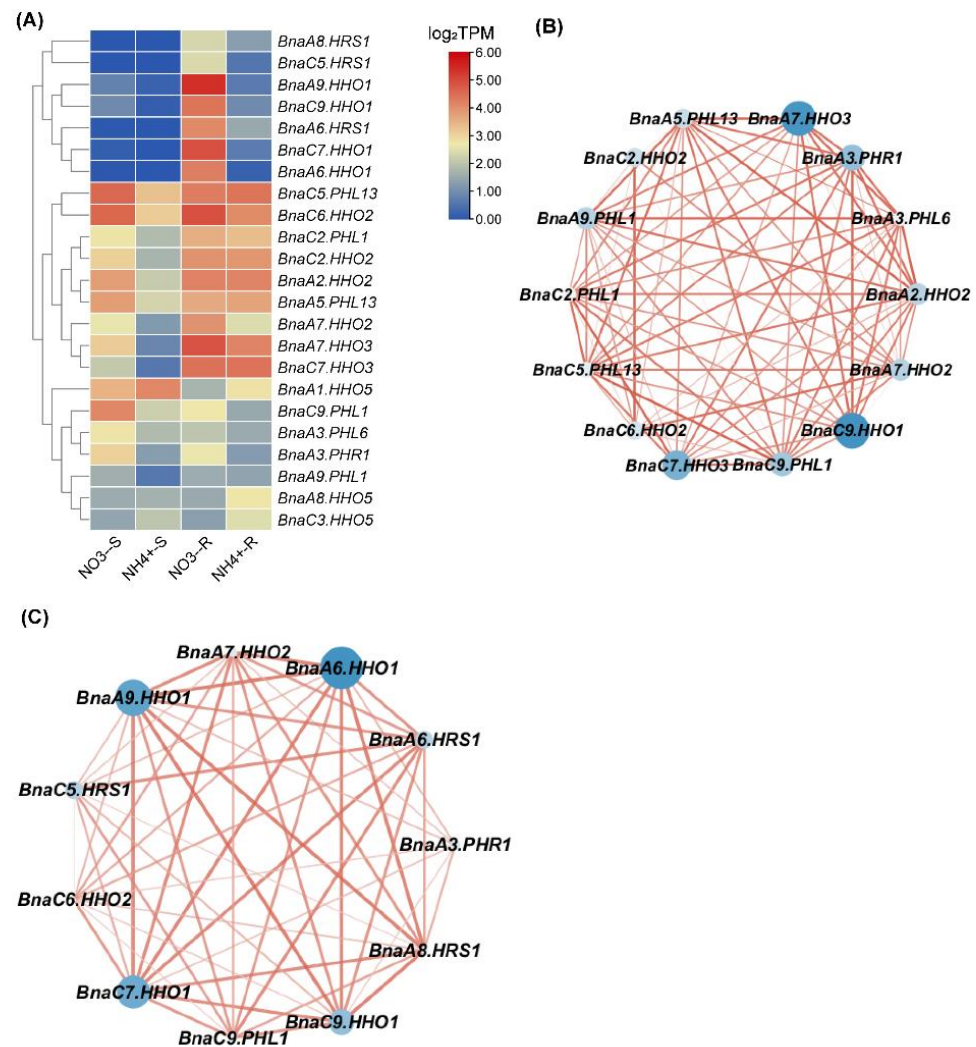 (A)
log₂TPM
6.00
5.00
4.00
3.00
2.00
1.00
0.00
BnaA8.HRS1
BnaC5.HRS1
BnaA9.HHO1
BnaC9.HHO1
BnaA6.HRS1
BnaC7.HHO1
BnaA6.HHO1
BnaC5.PHL13
BnaC6.HHO2
BnaC2.PHL1
BnaC2.HHO2
BnaA2.HHO2
BnaA5.PHL13
BnaA7.HHO2
BnaA7.HHO3
BnaC7.HHO3
BnaA1.HHO5
BnaC9.PHL1
BnaA3.PHL6
BnaA3.PHR1
BnaA9.PHL1
BnaA8.HHO5
BnaC3.HHO5
NO3--S
NH4+-S
NO3--R
NH4+-R
(B)
BnaA5.PHL13 BnaA7.HHO3
BnaC2.HHO2
BnaA3.PHR1
BnaA9.PHL1
BnaA3.PHL6
BnaC2.PHL1
BnaA2.HHO2
BnaC5.PHL13
BnaA7.HHO2
BnaC6.HHO2
BnaC9.HHO1
BnaC7.HHO3 BnaC9.PHL1
(C)
BnaA7.HHO2
BnaA6.HHO1
BnaA9.HHO1
BnaA6.HRS1
BnaC5.HRS1
BnaA3.PHR1
BnaC6.HHO2
BnaA8.HRS1
BnaC7.HHO1
BnaC9.HHO1
BnaC9.PHL1